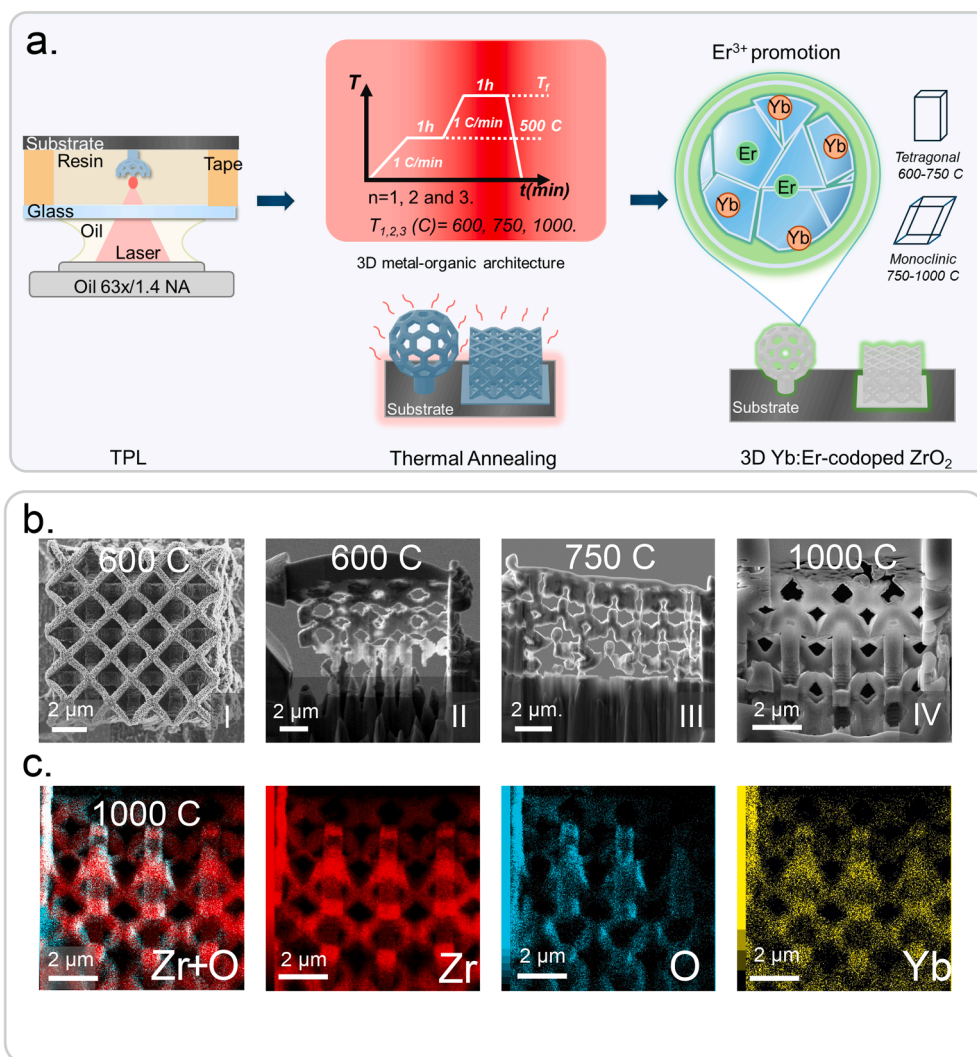 a.
Substrate
Resin
Tape
Glass
Oil
Laser
Oil 63x/1.4 NA
TPL
T
1h
1h
T_f
1 C/min
1 C/min
500 C
t(min)
n=1, 2 and 3.
T_{1,2,3} (C)= 600, 750, 1000.
3D metal-organic architecture
Substrate
Thermal Annealing
Er³⁺ promotion
Yb
Er
Yb
Er
Yb
Yb
Tetragonal
600-750 C
Monoclinic
750-1000 C
Substrate
3D Yb:Er-codoped ZrO₂
b.
600 C
2 μm
I
600 C
2 μm
II
750 C
2 μm.
III
1000 C
2 μm
IV
c.
1000 C
2 μm
Zr+O
2 μm
Zr
2 μm
O
2 μm
Yb